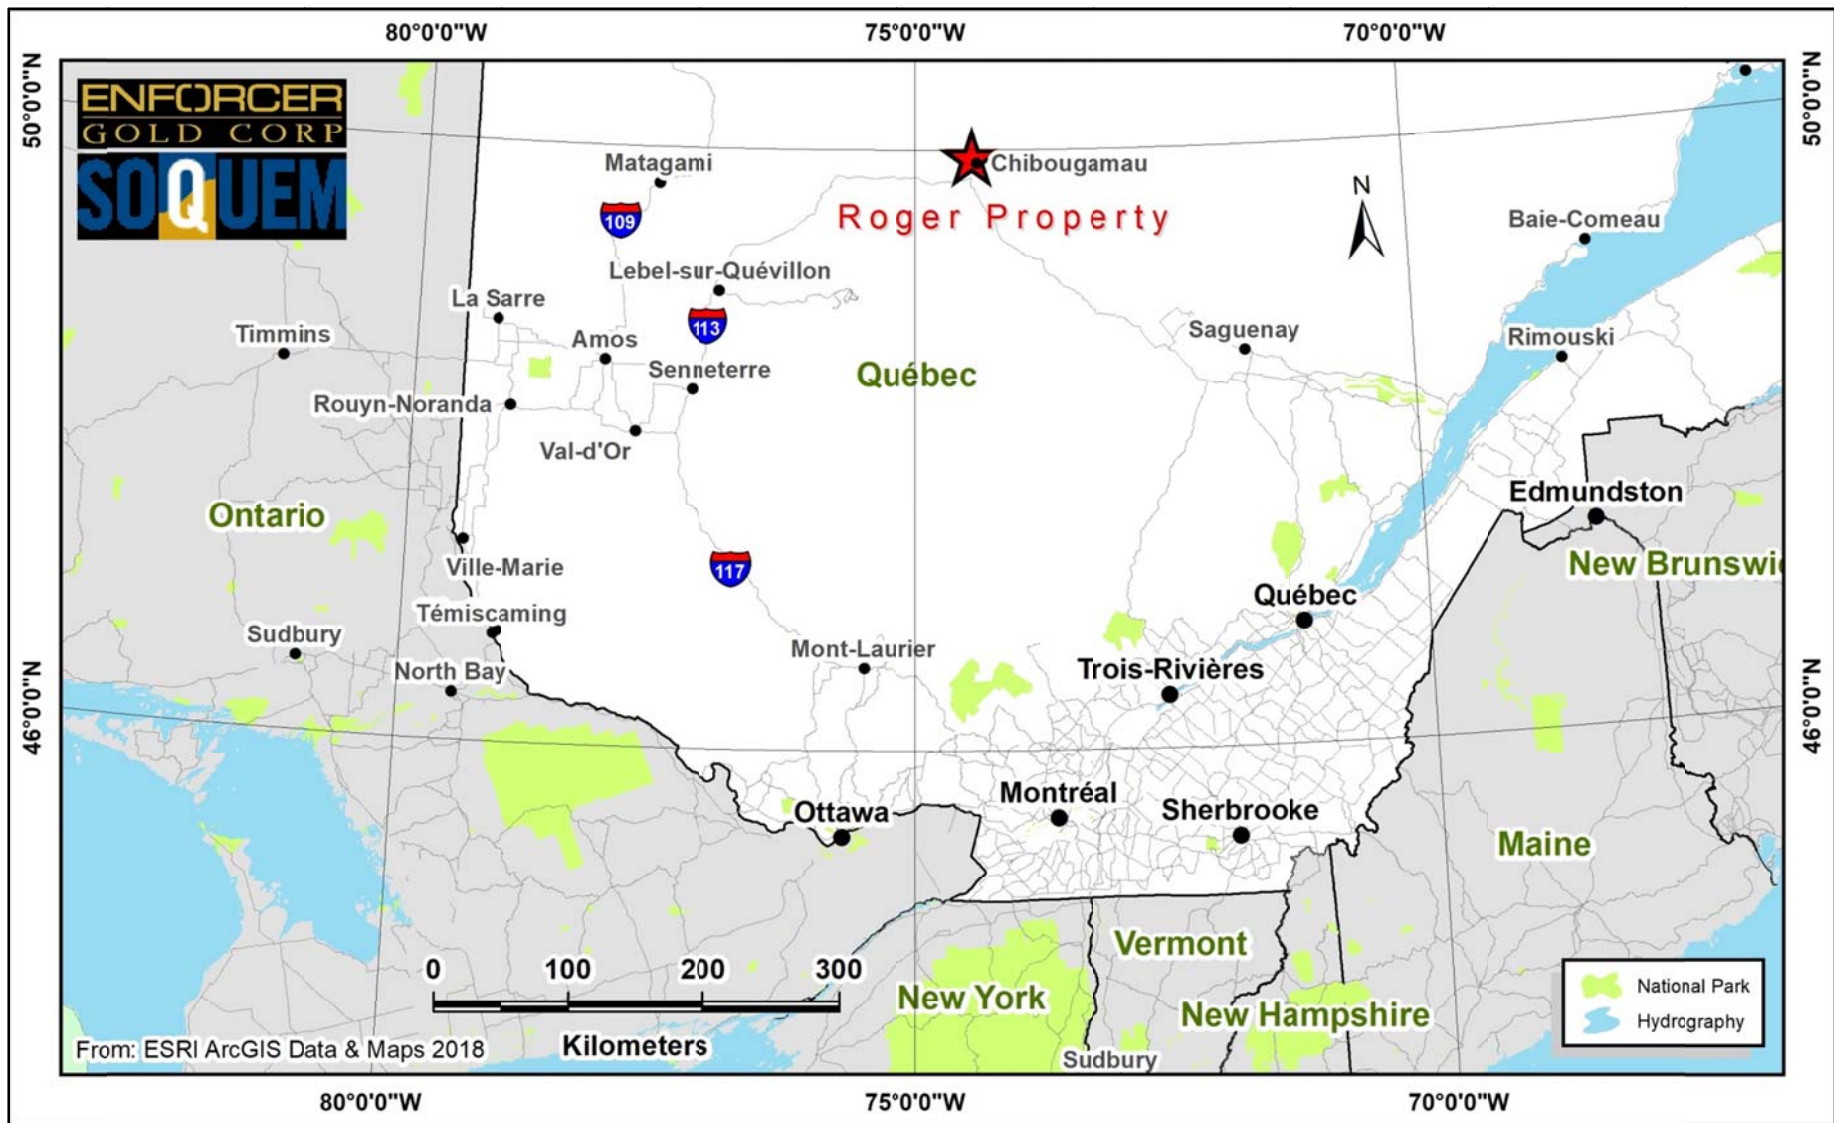 80°0'0"W
75°0'0"W
70°0'0"W
50°0'0"N
50°0'0"N
ENFORCER
GOLD CORP
SOQUEM
Matagami
Chibougamau
109
Roger Property
N
Baie-Comeau
Lebel-sur-Quévillon
La Sarre
113
Timmins
Amos
Saguenay
Rimouski
Senneterre
Québec
Rouyn-Noranda
Val-d'Or
Edmundston
Ontario
Ville-Marie
117
New Brunswi
Québec
Témiscaming
Sudbury
Mont-Laurier
North Bay
Trois-Rivières
46°0'0"N
46°0'0"N
Montréal
Ottawa
Sherbrooke
Maine
Vermont
0 100 200 300
New York
New Hampshire
National Park
Hydrography
Kilometers
From: ESRI ArcGIS Data & Maps 2018
Sudbury
80°0'0"W
75°0'0"W
70°0'0"W